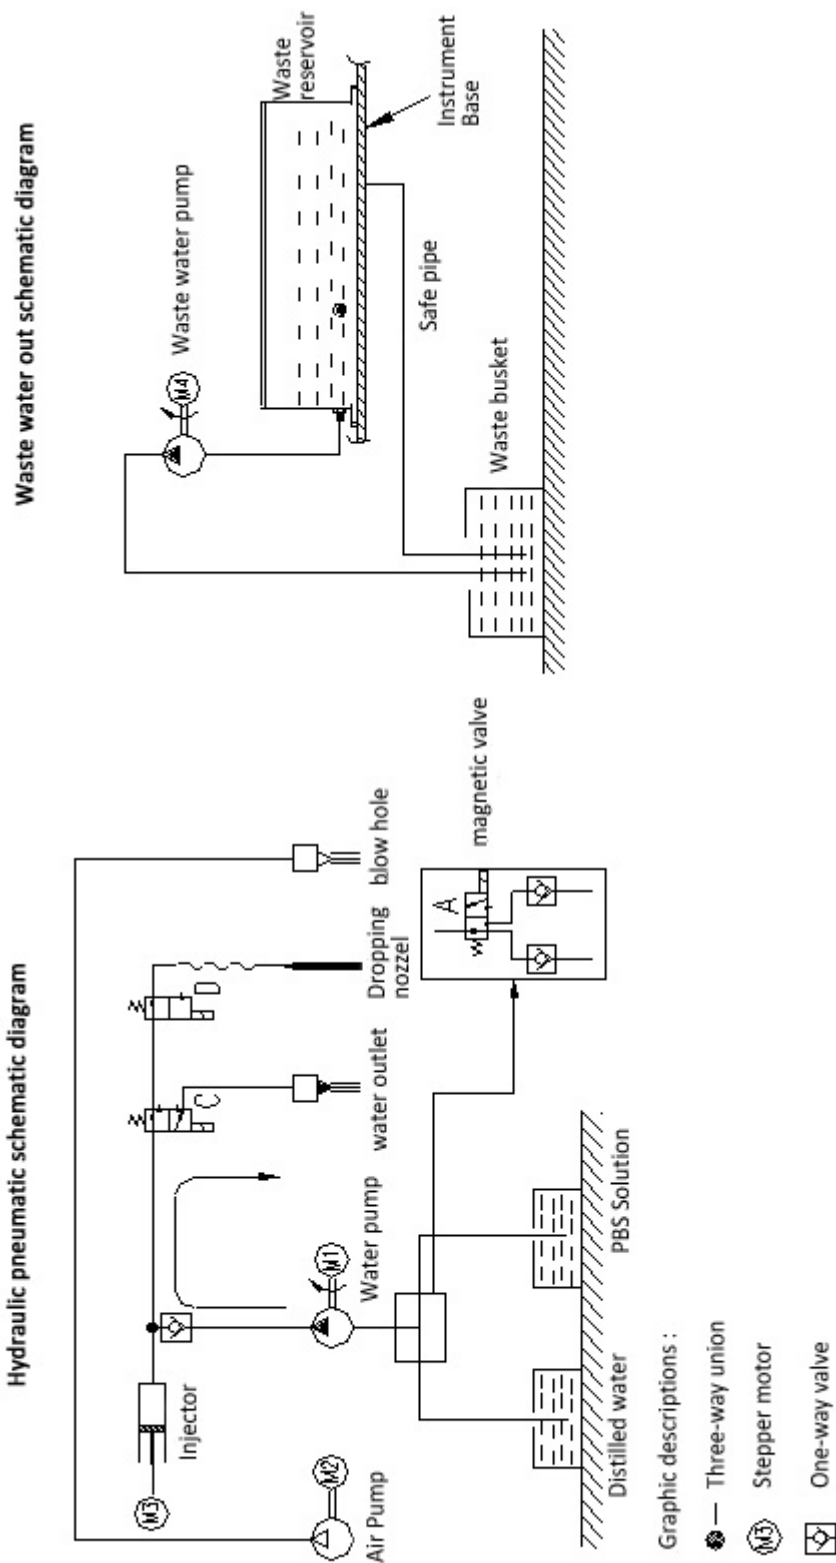 Hydraulic pneumatic schematic diagram
M3
Injector
Air Pump
M2
C
D
water outlet
Dropping
nozzel
blow hole
M1
Water pump
A
magnetic valve
Distilled water
PBS Solution
Graphic descriptions :
Three-way union
M3
Stepper motor
One-way valve
Waste water out schematic diagram
M4
Waste water pump
Waste
reservoir
Instrument
Base
Safe pipe
Waste busket